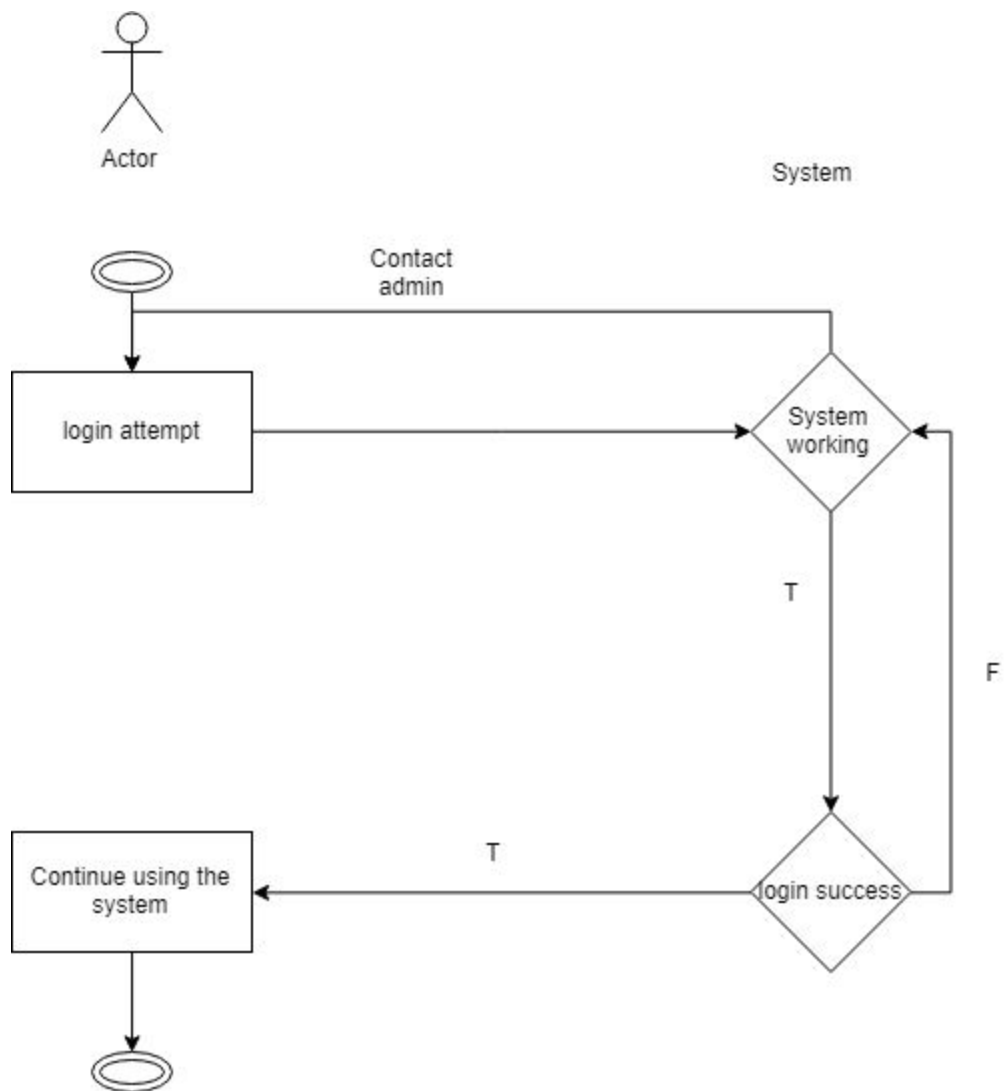 Actor
System
Contact
admin
login attempt
System
working
T
F
T
Continue using the
system
login success